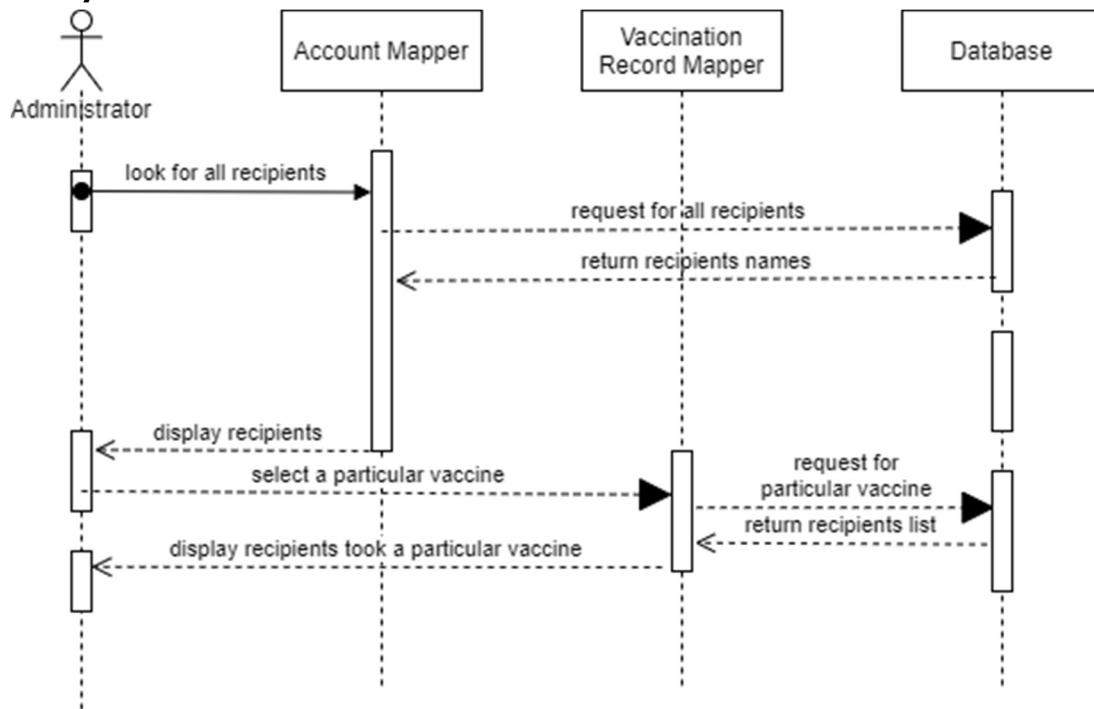 Administrator
Account Mapper
Vaccination
Record Mapper
Database
look for all recipients
request for all recipients
return recipients names
display recipients
select a particular vaccine
request for
particular vaccine
return recipients list
display recipients took a particular vaccine